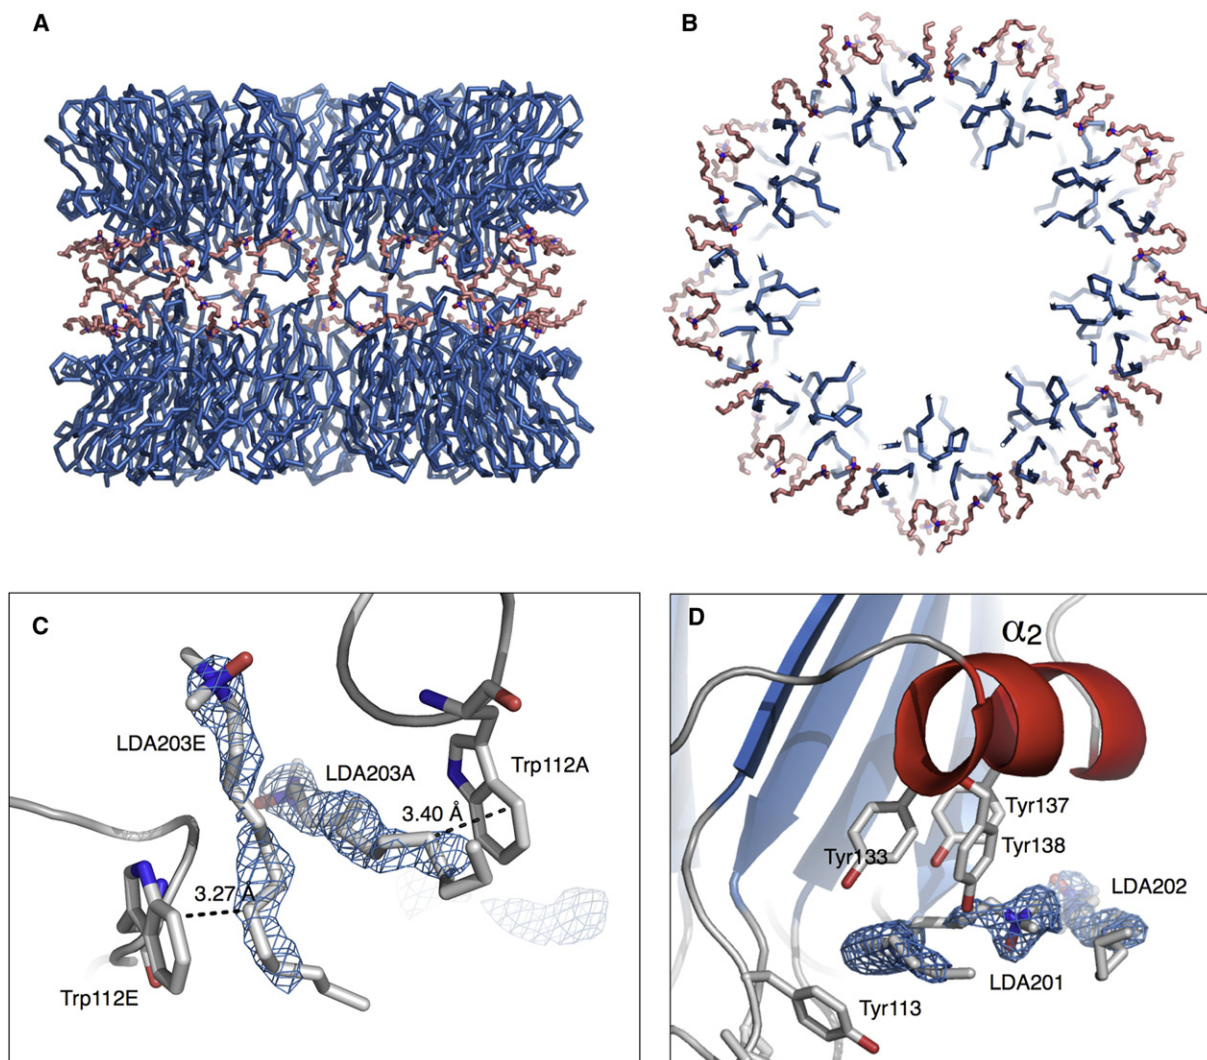 A
B
C
LDA203E
LDA203A
Trp112A
3.40 Å
3.27 Å
Trp112E
D
α2
Tyr137
Tyr133
Tyr138
LDA202
LDA201
Tyr113